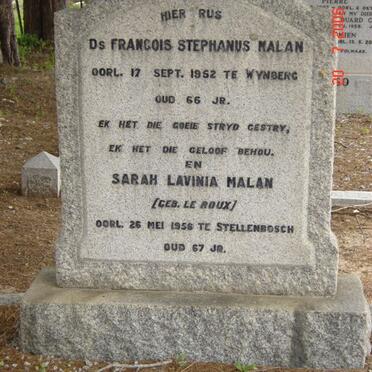 HIER RUS
DS FRANCOIS STEPHANUS MALAN
OORL. 17 SEPT. 1952 TE WYNBERG
OUD 66 JR.
EK HET DIE GOEIE STRYD GESTRY,
EK HET DIE GELOOF BEHOU.
EN
SARAH LAVINIA MALAN
[GEB. LE ROUX]
OORL. 26 MEI 1958 TE STELLENBOSCH
OUD 67 JR.
PIERRE